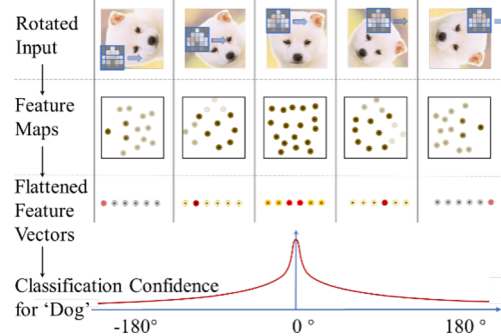 Rotated
Input
Feature
Maps
Flattened
Feature
Vectors
Classification Confidence
for ‘Dog’
-180°
0 °
180 °